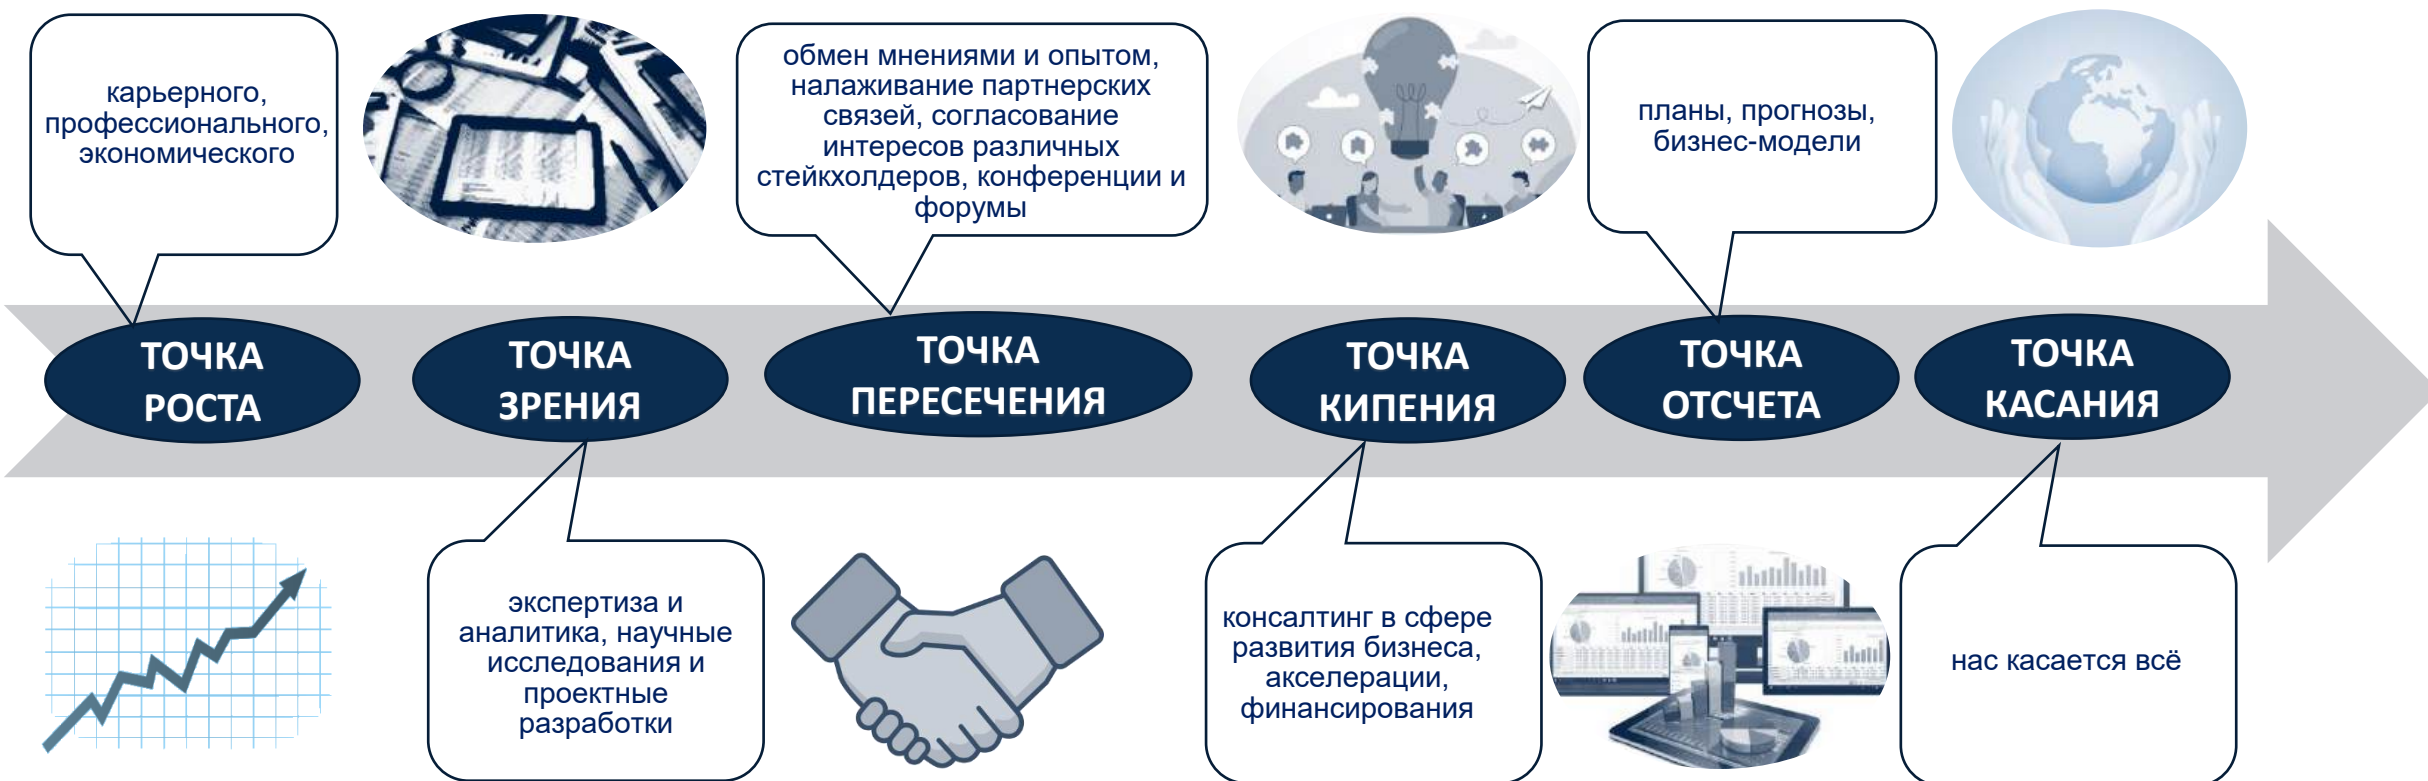 карьерного,
профессионального,
экономического
обмен мнениями и опытом,
налаживание партнерских
связей, согласование
интересов различных
стейкхолдеров, конференции и
форумы
планы, прогнозы,
бизнес-модели
ТОЧКА
РОСТА
ТОЧКА
ЗРЕНИЯ
ТОЧКА
ПЕРЕСЕЧЕНИЯ
ТОЧКА
КИПЕНИЯ
ТОЧКА
ОТСЧЕТА
ТОЧКА
КАСАНИЯ
экспертиза и
аналитика, научные
исследования и
проектные
разработки
консалтинг в сфере
развития бизнеса,
акселерации,
финансирования
нас касается всё